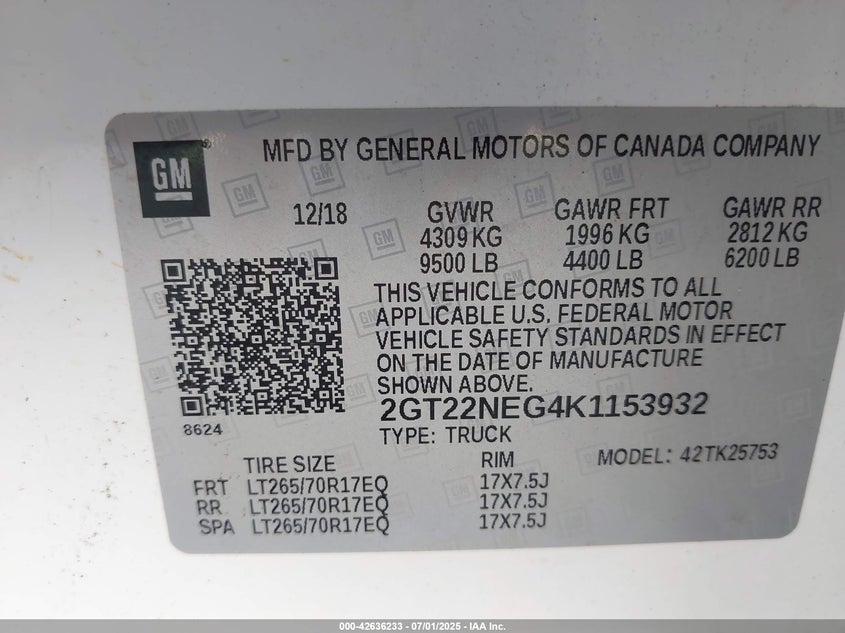 GM
MFD BY GENERAL MOTORS OF CANADA COMPANY
12/18 GVWR GAWR FRT GAWR RR
4309 KG 1996 KG 2812 KG
9500 LB 4400 LB 6200 LB
THIS VEHICLE CONFORMS TO ALL
APPLICABLE U.S. FEDERAL MOTOR
VEHICLE SAFETY STANDARDS IN EFFECT
ON THE DATE OF MANUFACTURE
SHOWN ABOVE.
8624 2GT22NEG4K1153932
TYPE: TRUCK MODEL: 42TK25753
TIRE SIZE RIM
FRT LT265/70R17EQ 17X7.5J
RR LT265/70R17EQ 17X7.5J
SPA LT265/70R17EQ 17X7.5J
000-42636233 - 07/01/2025 - IAA Inc.